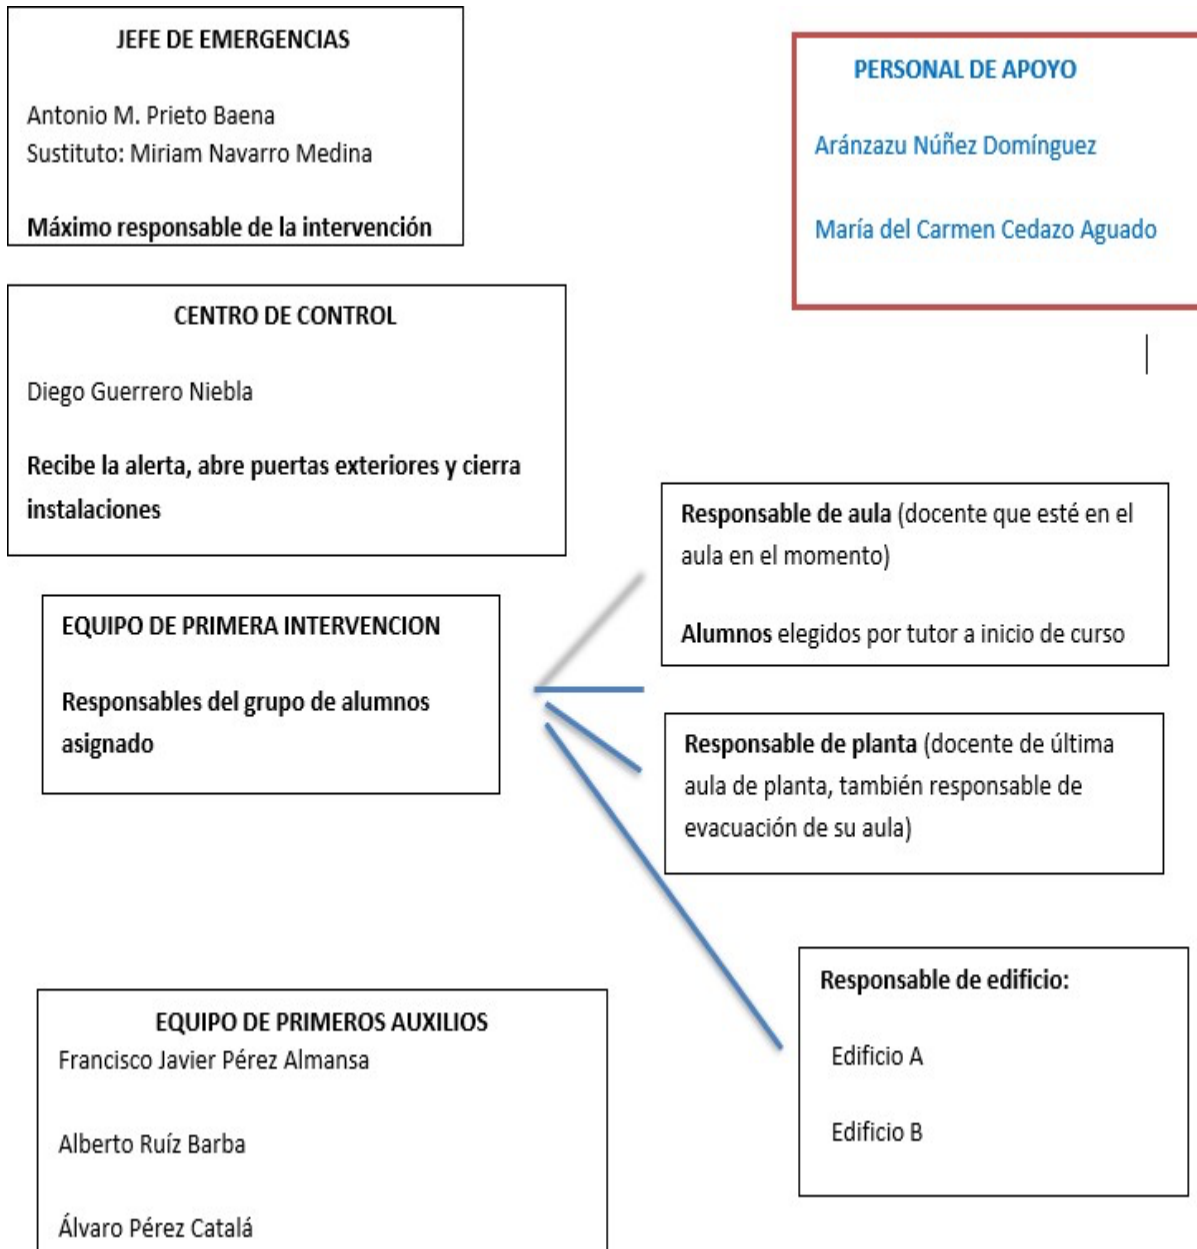 JEFE DE EMERGENCIAS
Antonio M. Prieto Baena
Sustituto: Miriam Navarro Medina
Máximo responsable de la intervención
PERSONAL DE APOYO
Aránzazu Núñez Domínguez
María del Carmen Cedazo Aguado
CENTRO DE CONTROL
Diego Guerrero Niebla
Recibe la alerta, abre puertas exteriores y cierra
instalaciones
EQUIPO DE PRIMERA INTERVENCION
Responsables del grupo de alumnos
asignado
Responsable de aula (docente que esté en el
aula en el momento)
Alumnos elegidos por tutor a inicio de curso
Responsable de planta (docente de última
aula de planta, también responsable de
evacuación de su aula)
Responsable de edificio:
Edificio A
Edificio B
EQUIPO DE PRIMEROS AUXILIOS
Francisco Javier Pérez Almansa
Alberto Ruíz Barba
Álvaro Pérez Catalá